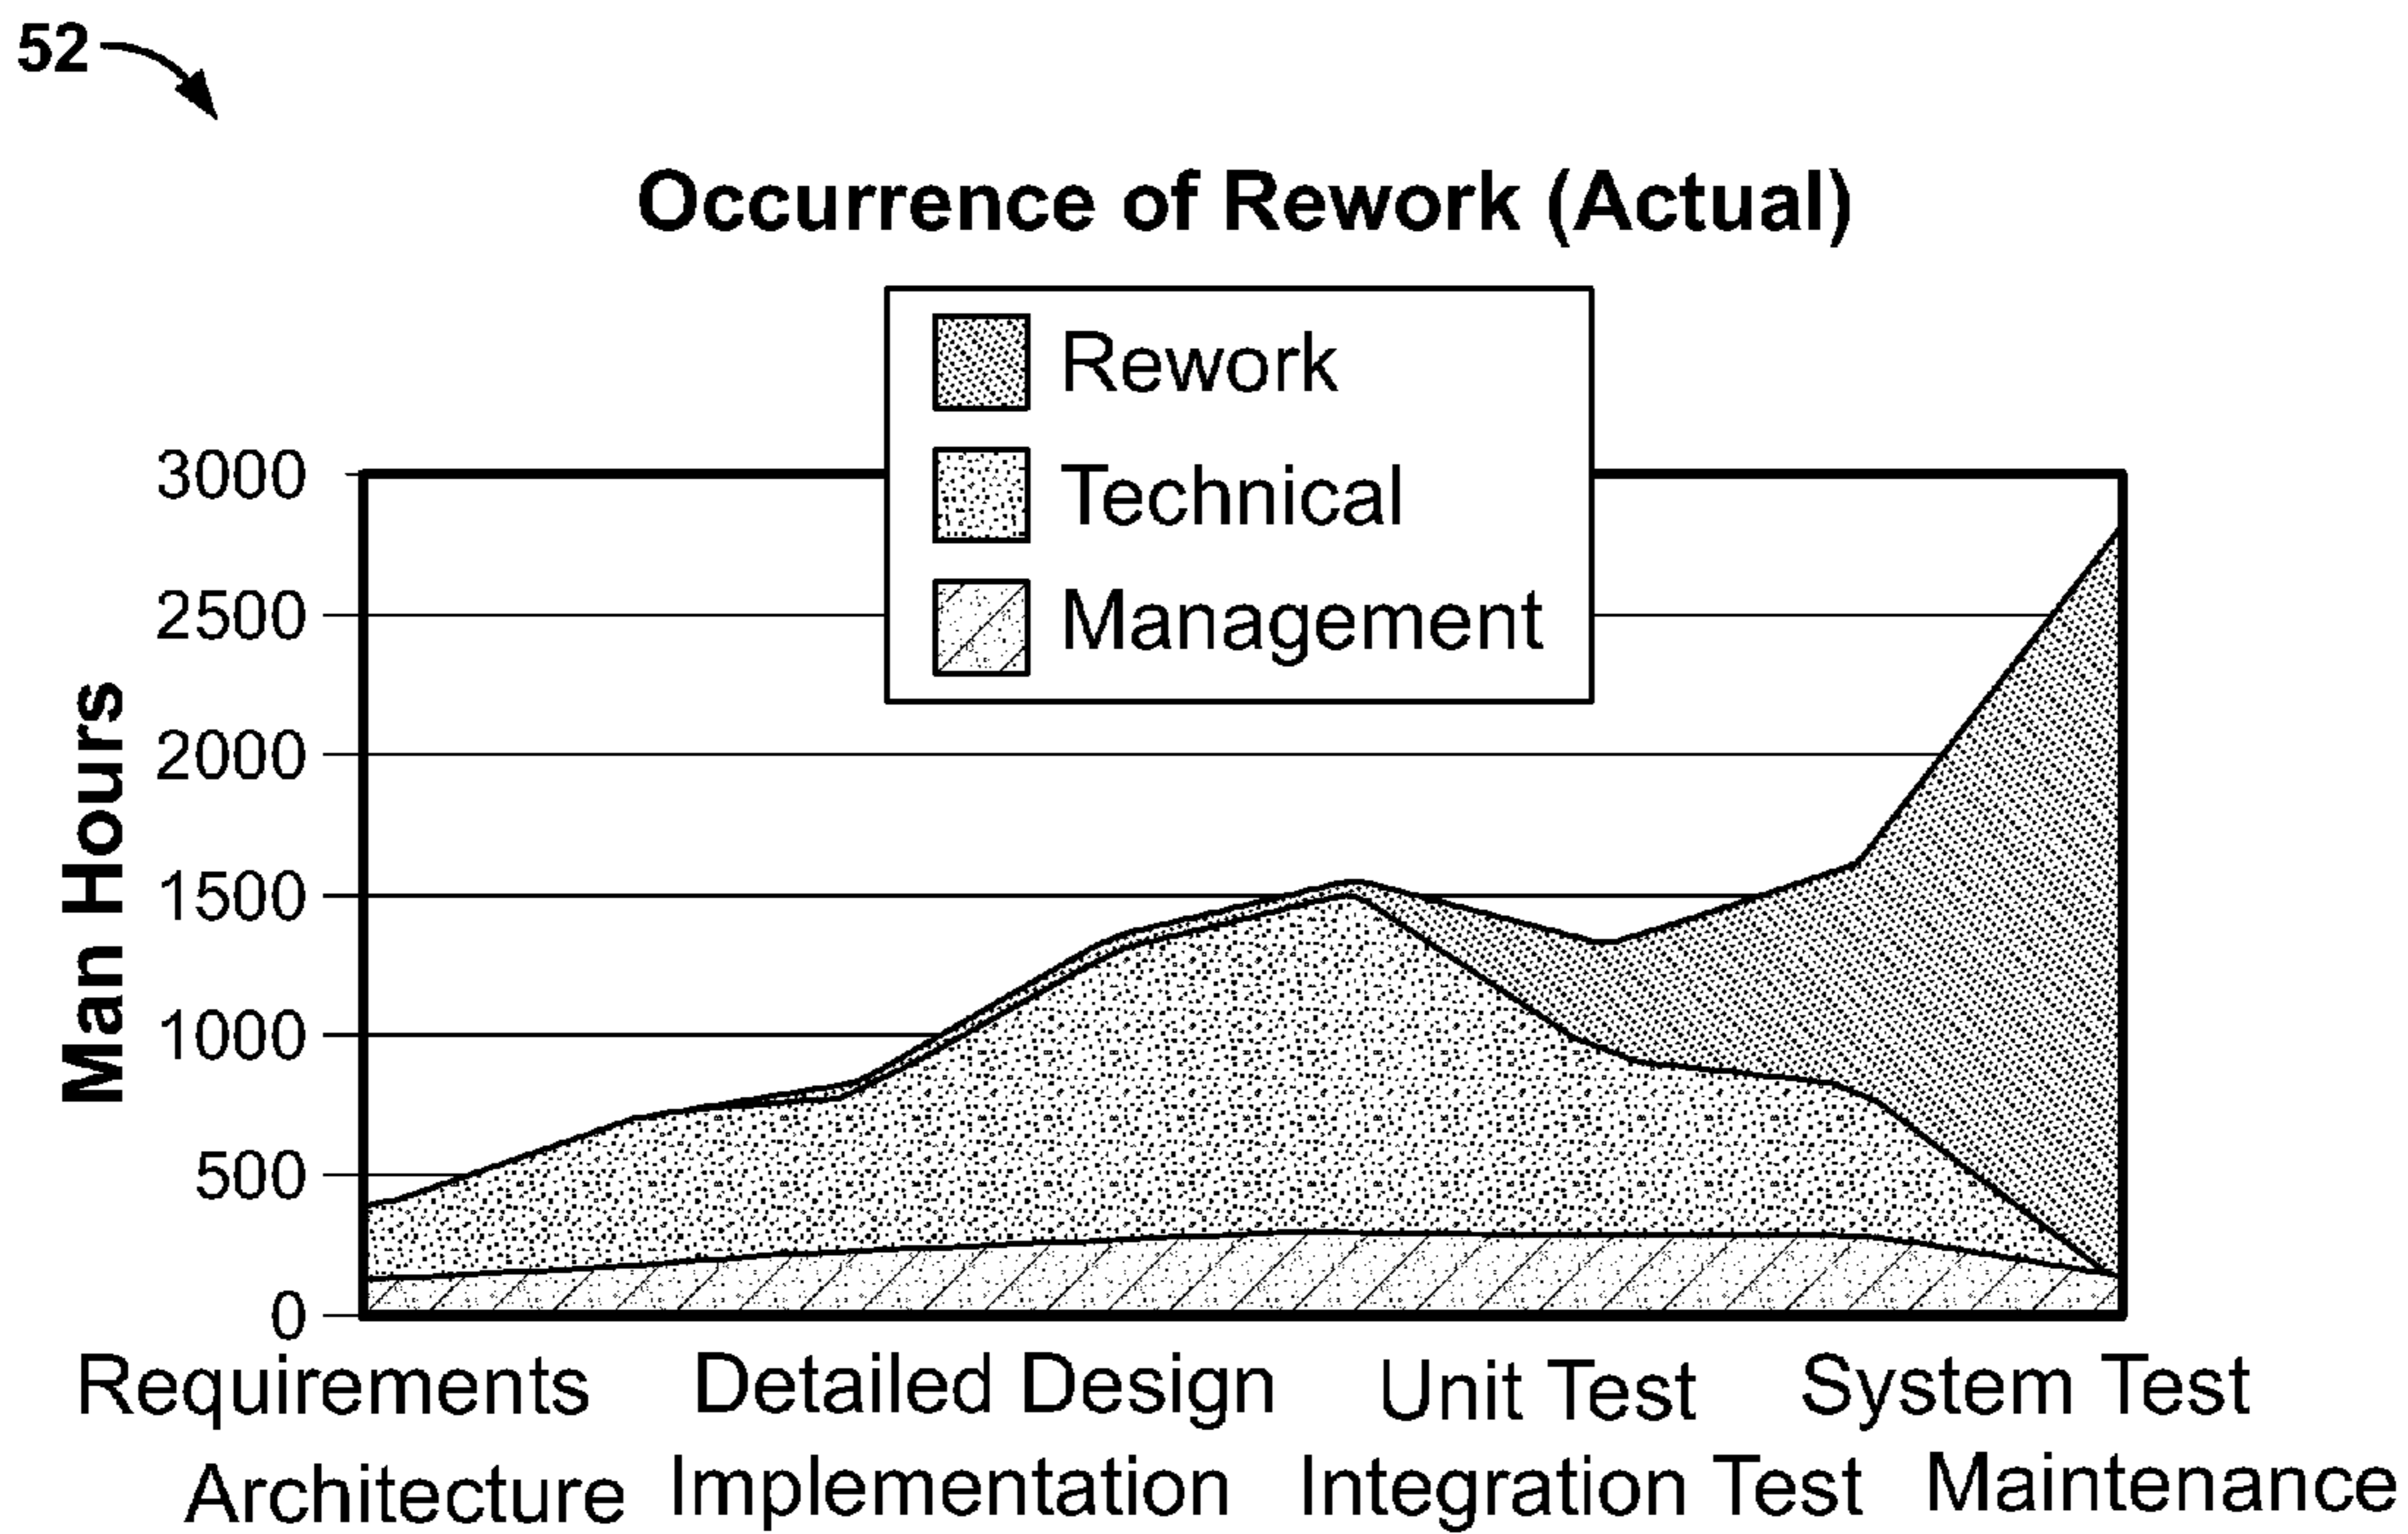 52
Occurrence of Rework (Actual)
Rework
Technical
Management
Man Hours
3000
2500
2000
1500
1000
500
0
Requirements Detailed Design Unit Test System Test
Architecture Implementation Integration Test Maintenance